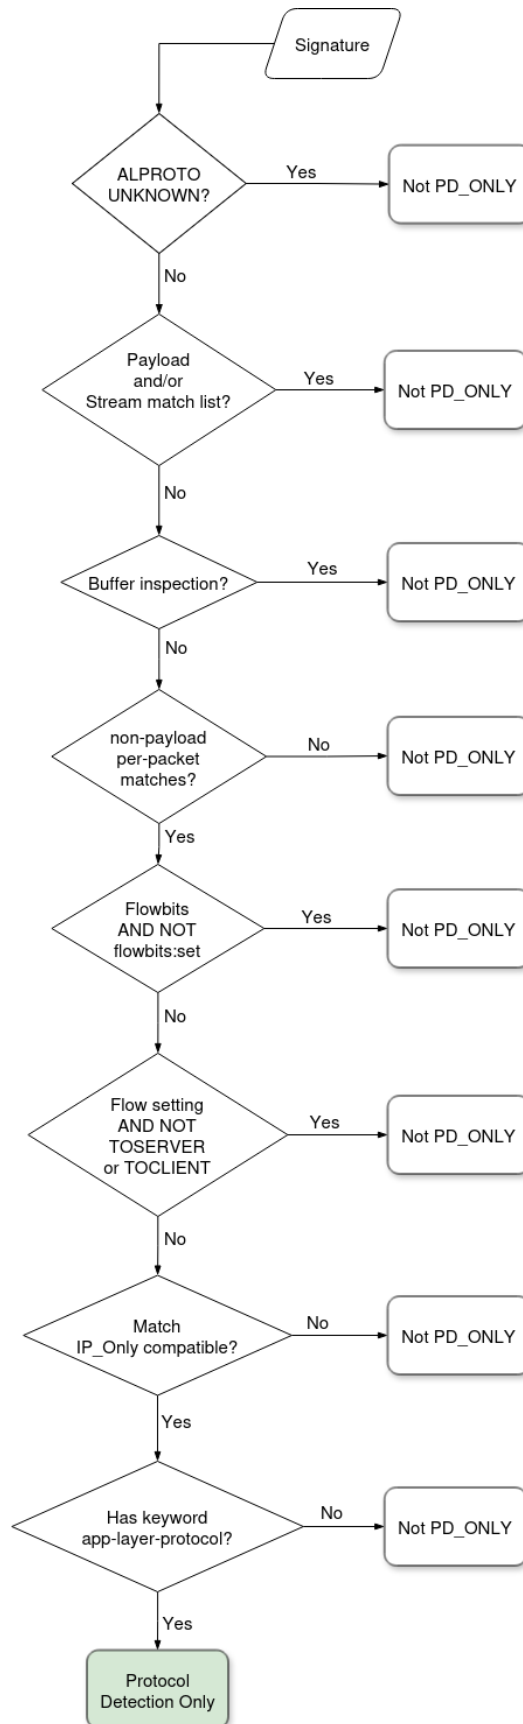 Signature
ALPROTO
UNKNOWN?
Yes
Not PD_ONLY
No
Payload
and/or
Stream match list?
Yes
Not PD_ONLY
No
Buffer inspection?
Yes
Not PD_ONLY
No
non-payload
per-packet
matches?
No
Not PD_ONLY
Yes
Flowbits
AND NOT
flowbits:set
Yes
Not PD_ONLY
No
Flow setting
AND NOT
TOSERVER
or TOCLIENT
Yes
Not PD_ONLY
No
Match
IP_Only compatible?
No
Not PD_ONLY
Yes
Has keyword
app-layer-protocol?
No
Not PD_ONLY
Yes
Protocol
Detection Only